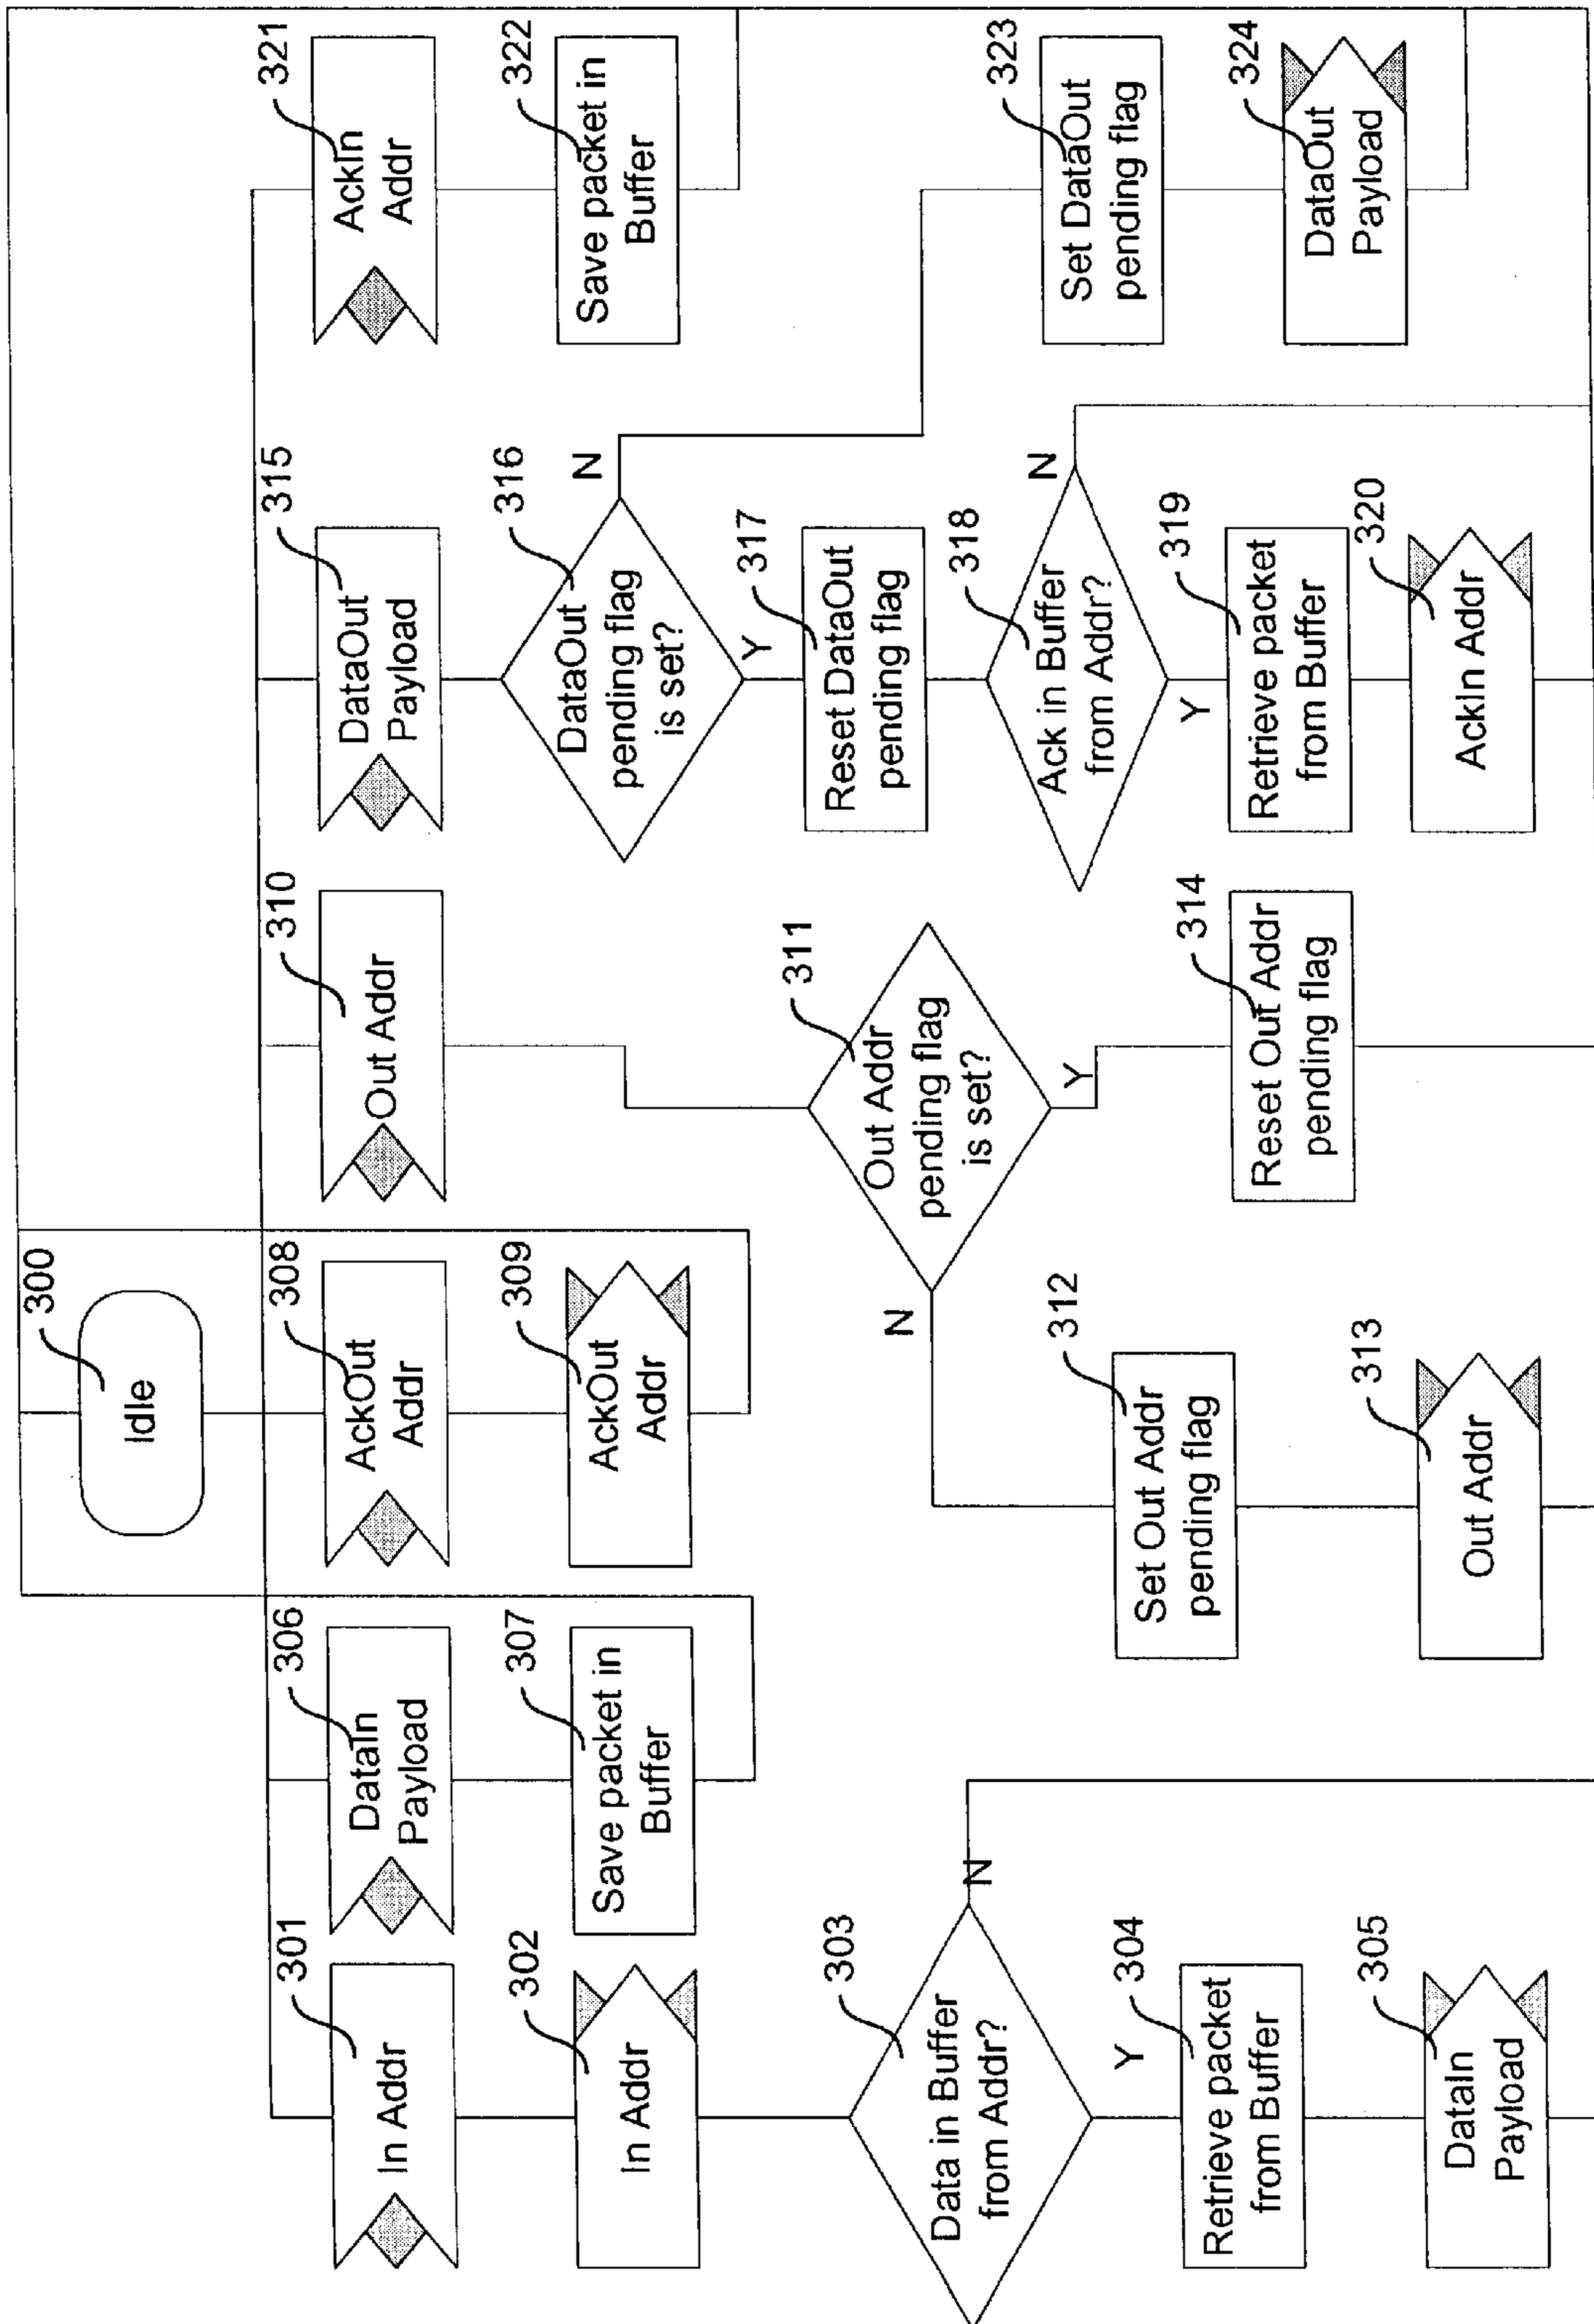 300
Idle
301
In Addr
302
In Addr
303
Data in Buffer
from Addr?
N
Y
304
Retrieve packet
from Buffer
305
DataIn
Payload
306
DataIn
Payload
307
Save packet in
Buffer
308
AckOut
Addr
309
AckOut
Addr
310
Out Addr
311
Out Addr
pending flag
is set?
N
Y
312
Set Out Addr
pending flag
313
Out Addr
314
Reset Out Addr
pending flag
315
DataOut
Payload
316
DataOut
pending flag
is set?
N
Y
317
Reset DataOut
pending flag
318
Ack in Buffer
from Addr?
N
Y
319
Retrieve packet
from Buffer
320
AckIn Addr
321
AckIn
Addr
322
Save packet in
Buffer
323
Set DataOut
pending flag
324
DataOut
Payload